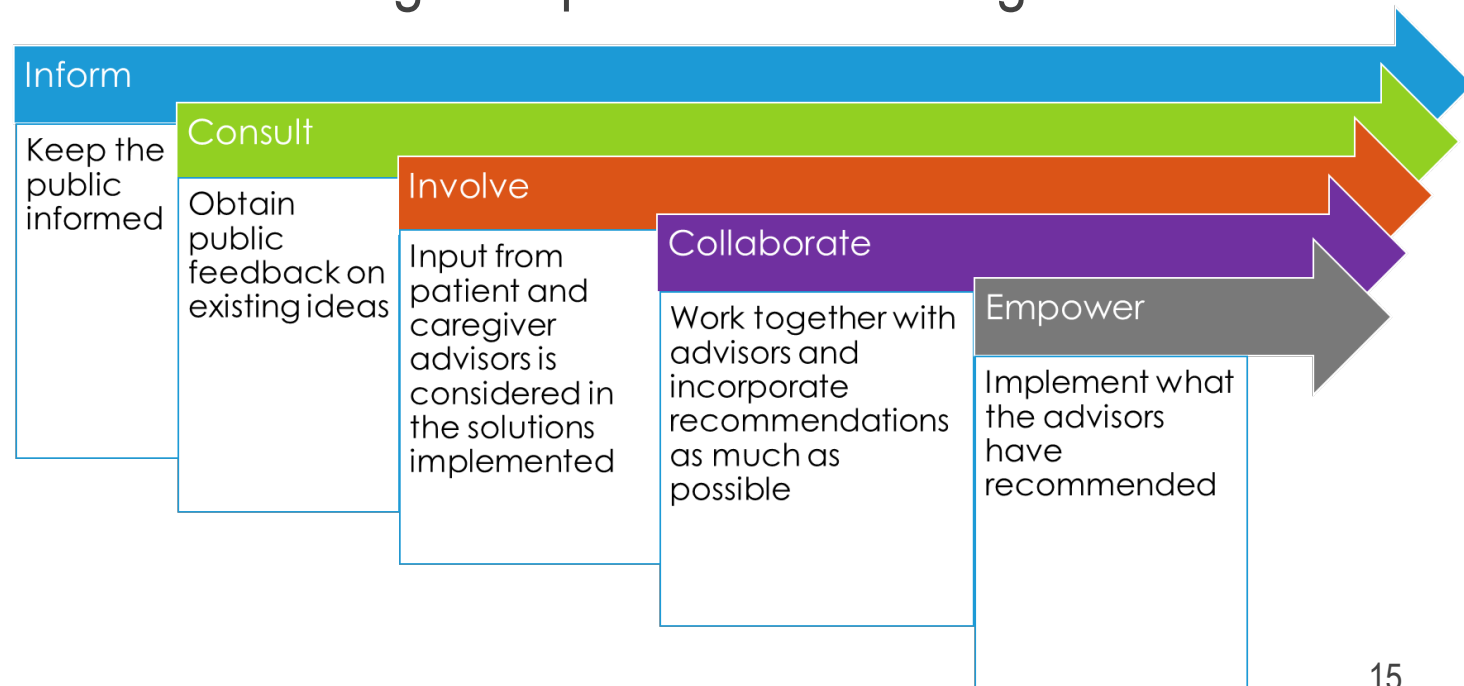 Inform
Keep the
public
informed
Consult
Obtain
public
feedback on
existing ideas
Involve
Input from
patient and
caregiver
advisors is
considered in
the solutions
implemented
Collaborate
Work together with
advisors and
incorporate
recommendations
as much as
possible
Empower
Implement what
the advisors
have
recommended
15